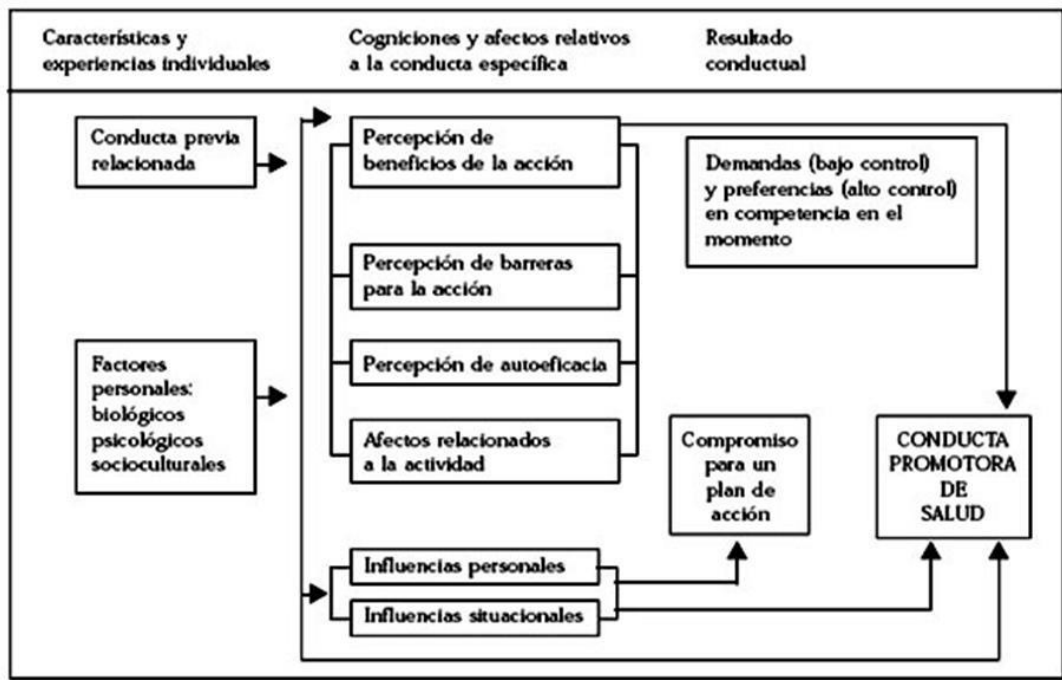 Características y
experiencias individuales
Cogniciones y afectos relativos
a la conducta específica
Resultado
conductual
Conducta previa
relacionada
Factores
personales:
biológicos
psicológicos
socioculturales
Percepción de
beneficios de la acción
Percepción de barreras
para la acción
Percepción de autoeficacia
Afectos relacionados
a la actividad
Influencias personales
Influencias situacionales
Demandas (bajo control)
y preferencias (alto control)
en competencia en el
momento
Compromiso
para un
plan de
acción
CONDUCTA
PROMOTORA
DE
SALUD